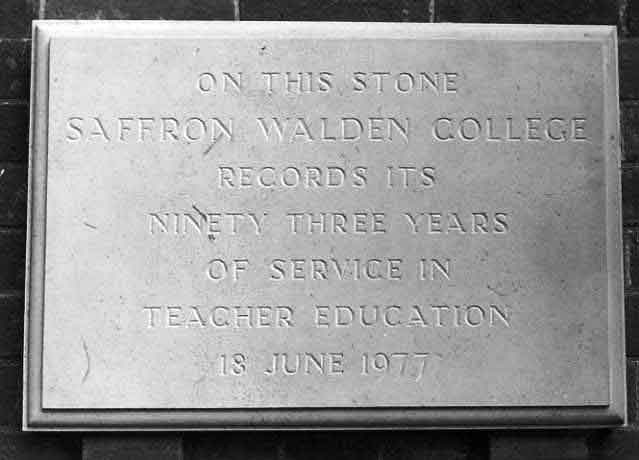 ON THIS STONE
SAFFRON WALDEN COLLEGE
RECORDS ITS
NINETY THREE YEARS
OF SERVICE IN
TEACHER EDUCATION
18 JUNE 1977